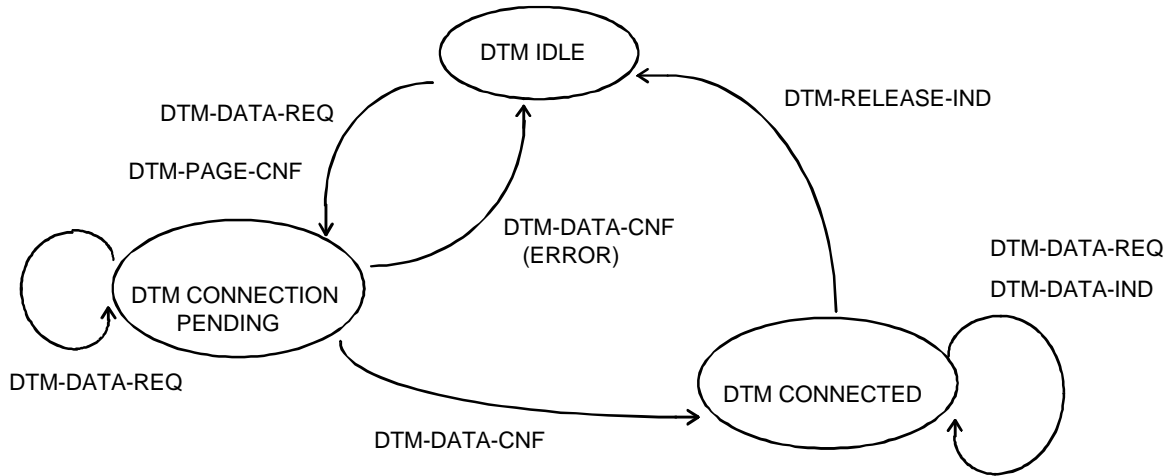 DTM IDLE
DTM-DATA-REQ
DTM-RELEASE-IND
DTM-PAGE-CNF
DTM-DATA-CNF
(ERROR)
DTM-DATA-REQ
DTM-DATA-IND
DTM CONNECTION
PENDING
DTM-DATA-REQ
DTM CONNECTED
DTM-DATA-CNF